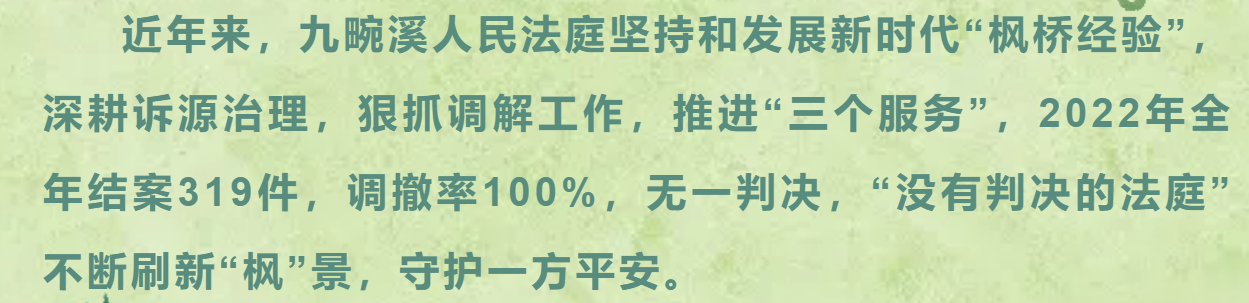 近年来，九畹溪人民法庭坚持和发展新时代“枫桥经验”，
深耕诉源治理，狠抓调解工作，推进“三个服务”，2022年全
年结案319件，调撤率100%，无一判决，“没有判决的法庭”
不断刷新“枫”景，守护一方平安。